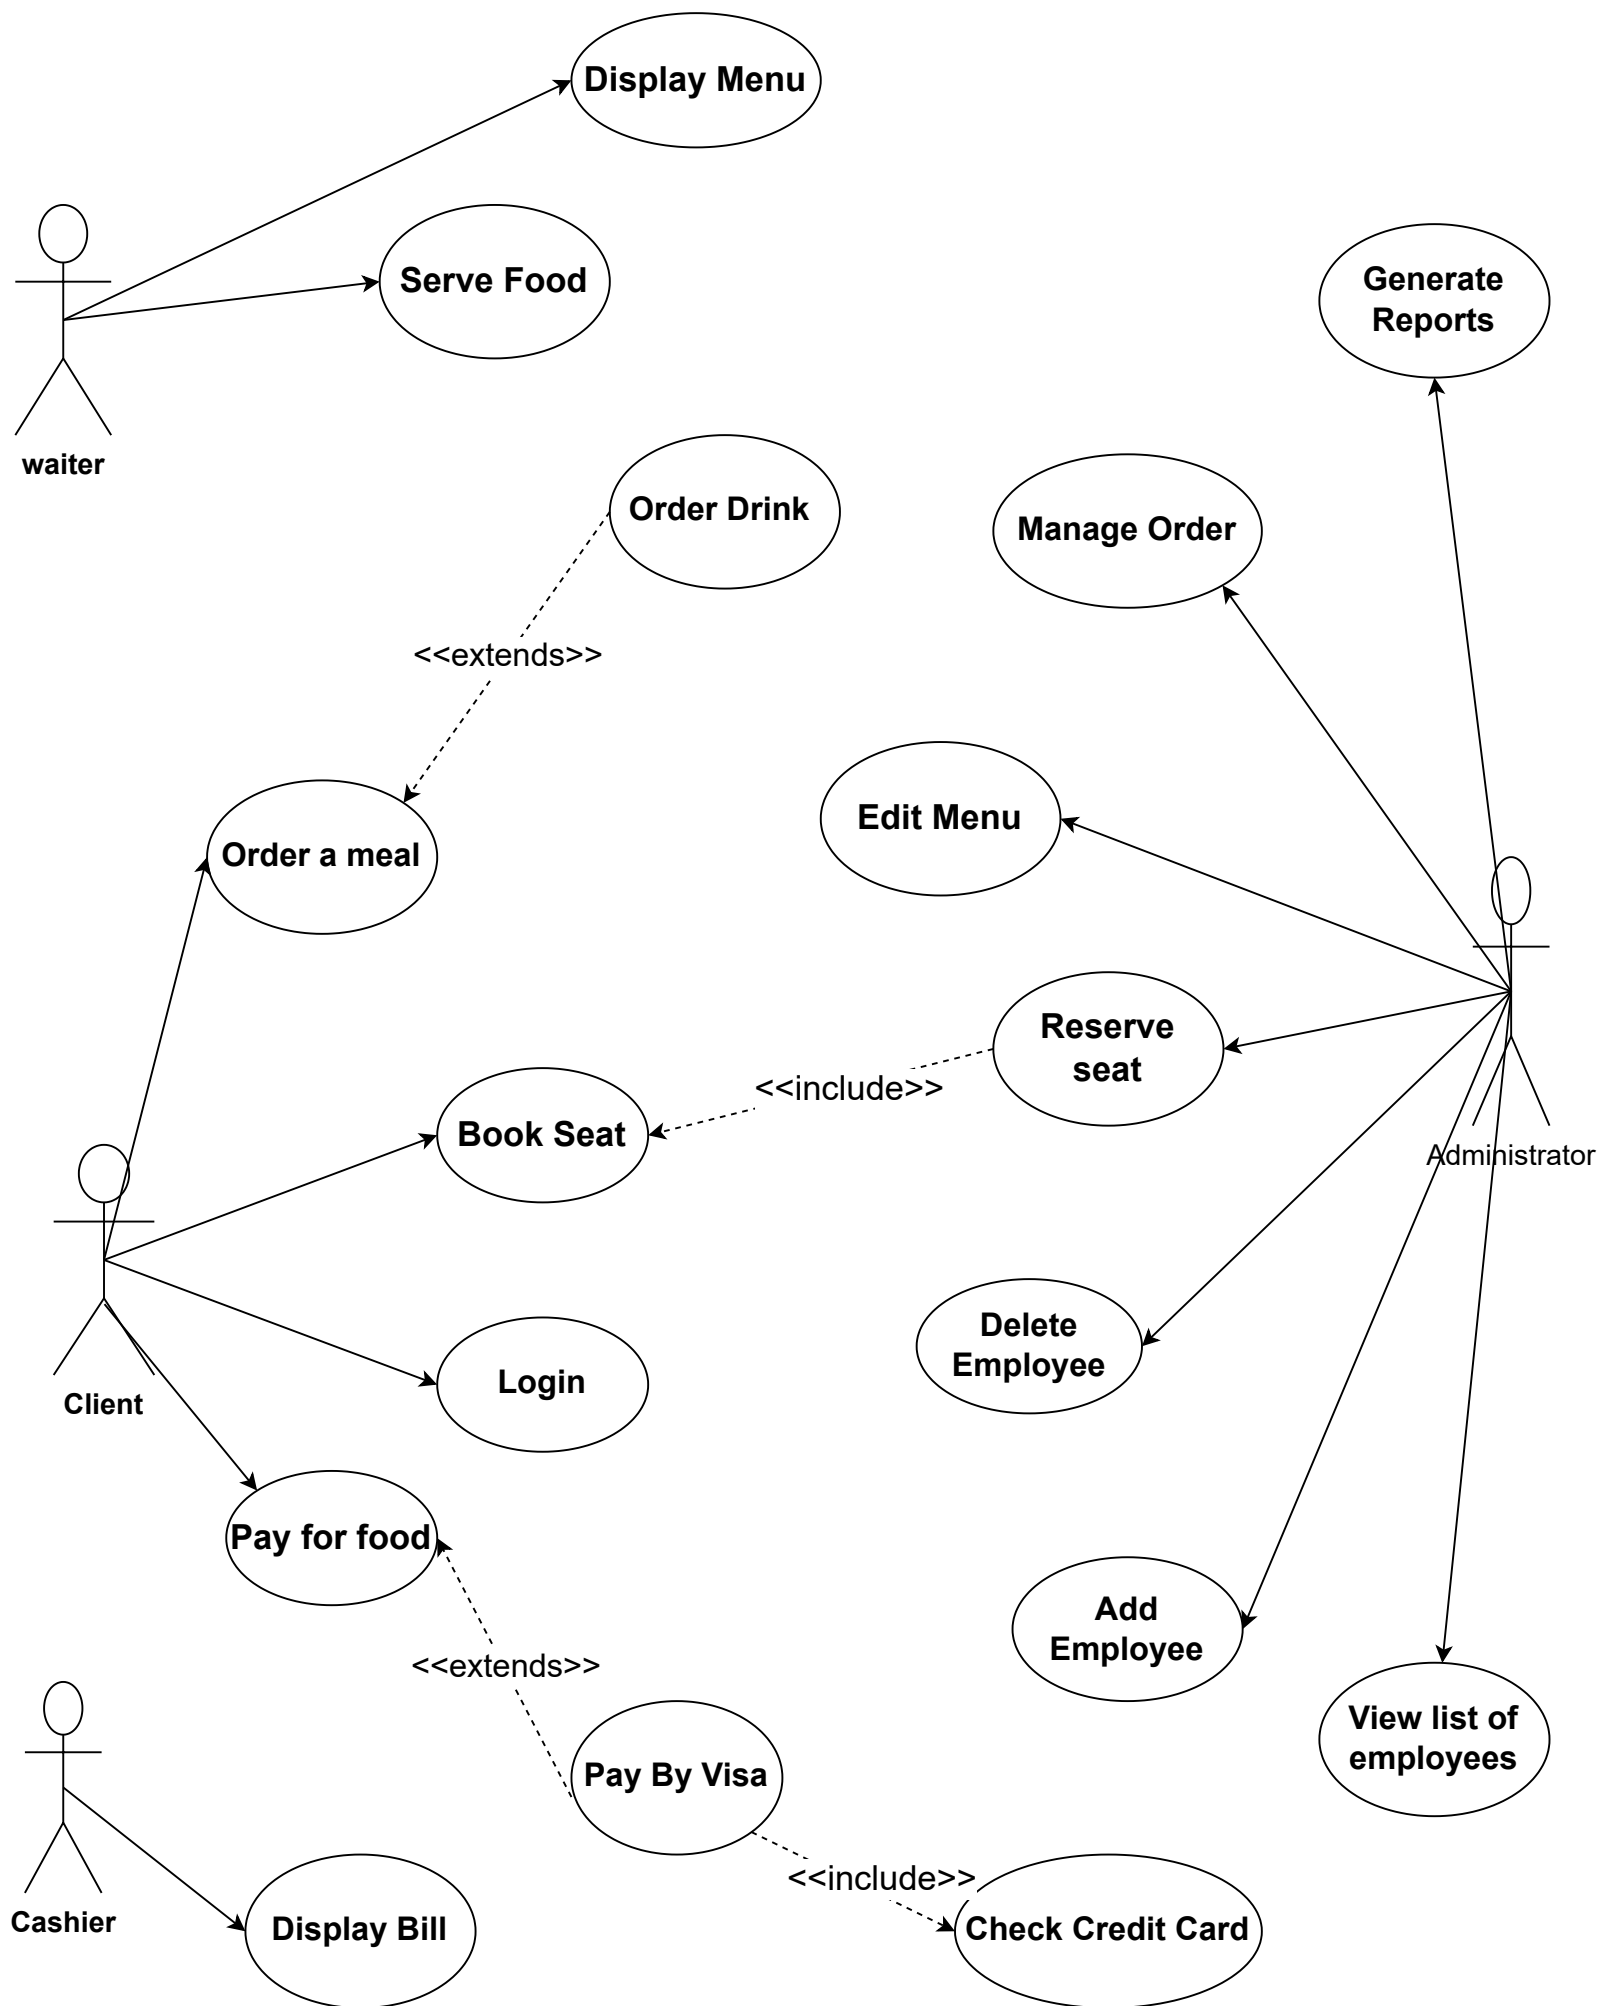 Display Menu
Serve Food
Generate
Reports
waiter
Order Drink
Manage Order
<<extends>>
Edit Menu
Order a meal
Reserve
seat
<<include>>
Book Seat
Administrator
Delete
Employee
Login
Client
Pay for food
Add
Employee
<<extends>>
View list of
employees
Pay By Visa
<<include>>
Cashier
Display Bill
Check Credit Card